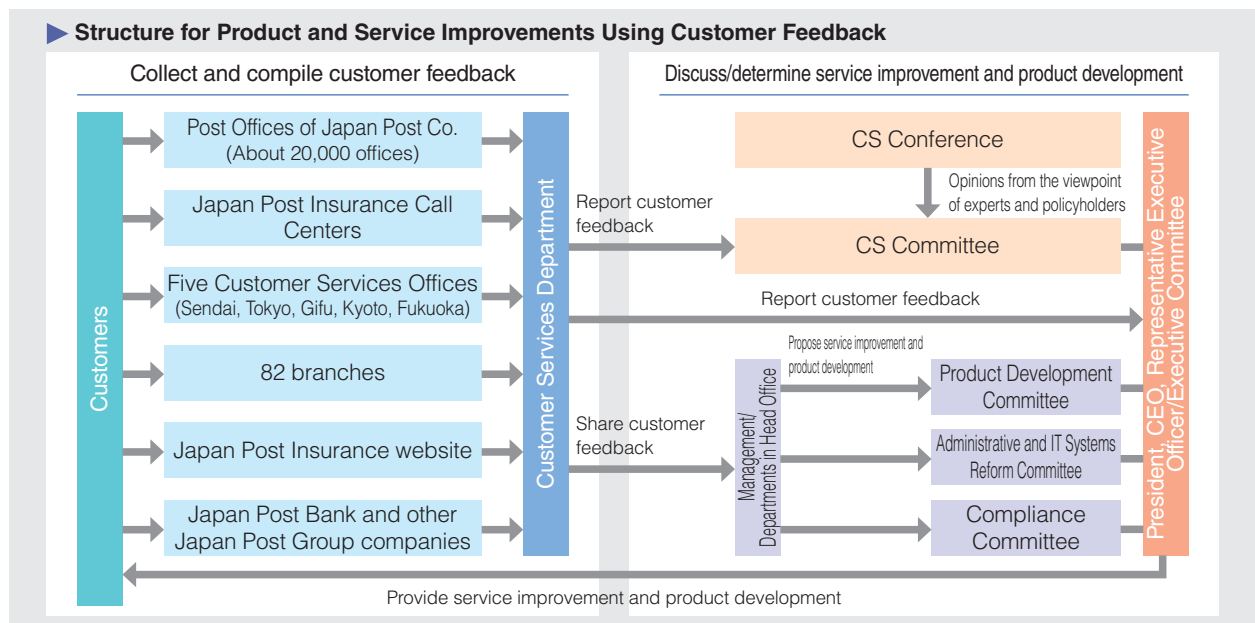 ▶ Structure for Product and Service Improvements Using Customer Feedback
Collect and compile customer feedback
Customers
Post Offices of Japan Post Co.
(About 20,000 offices)
Japan Post Insurance Call
Centers
Five Customer Services Offices
(Sendai, Tokyo, Gifu, Kyoto, Fukuoka)
82 branches
Japan Post Insurance website
Japan Post Bank and other
Japan Post Group companies
Customer Services Department
Report customer
feedback
Share customer
feedback
Discuss/determine service improvement and product development
CS Conference
Opinions from the viewpoint
of experts and policyholders
CS Committee
Report customer feedback
Management/
Departments in Head Office
Propose service improvement and
product development
Product Development
Committee
Administrative and IT Systems
Reform Committee
Compliance
Committee
President, CEO, Representative Executive
Officer/Executive Committee
Provide service improvement and product development